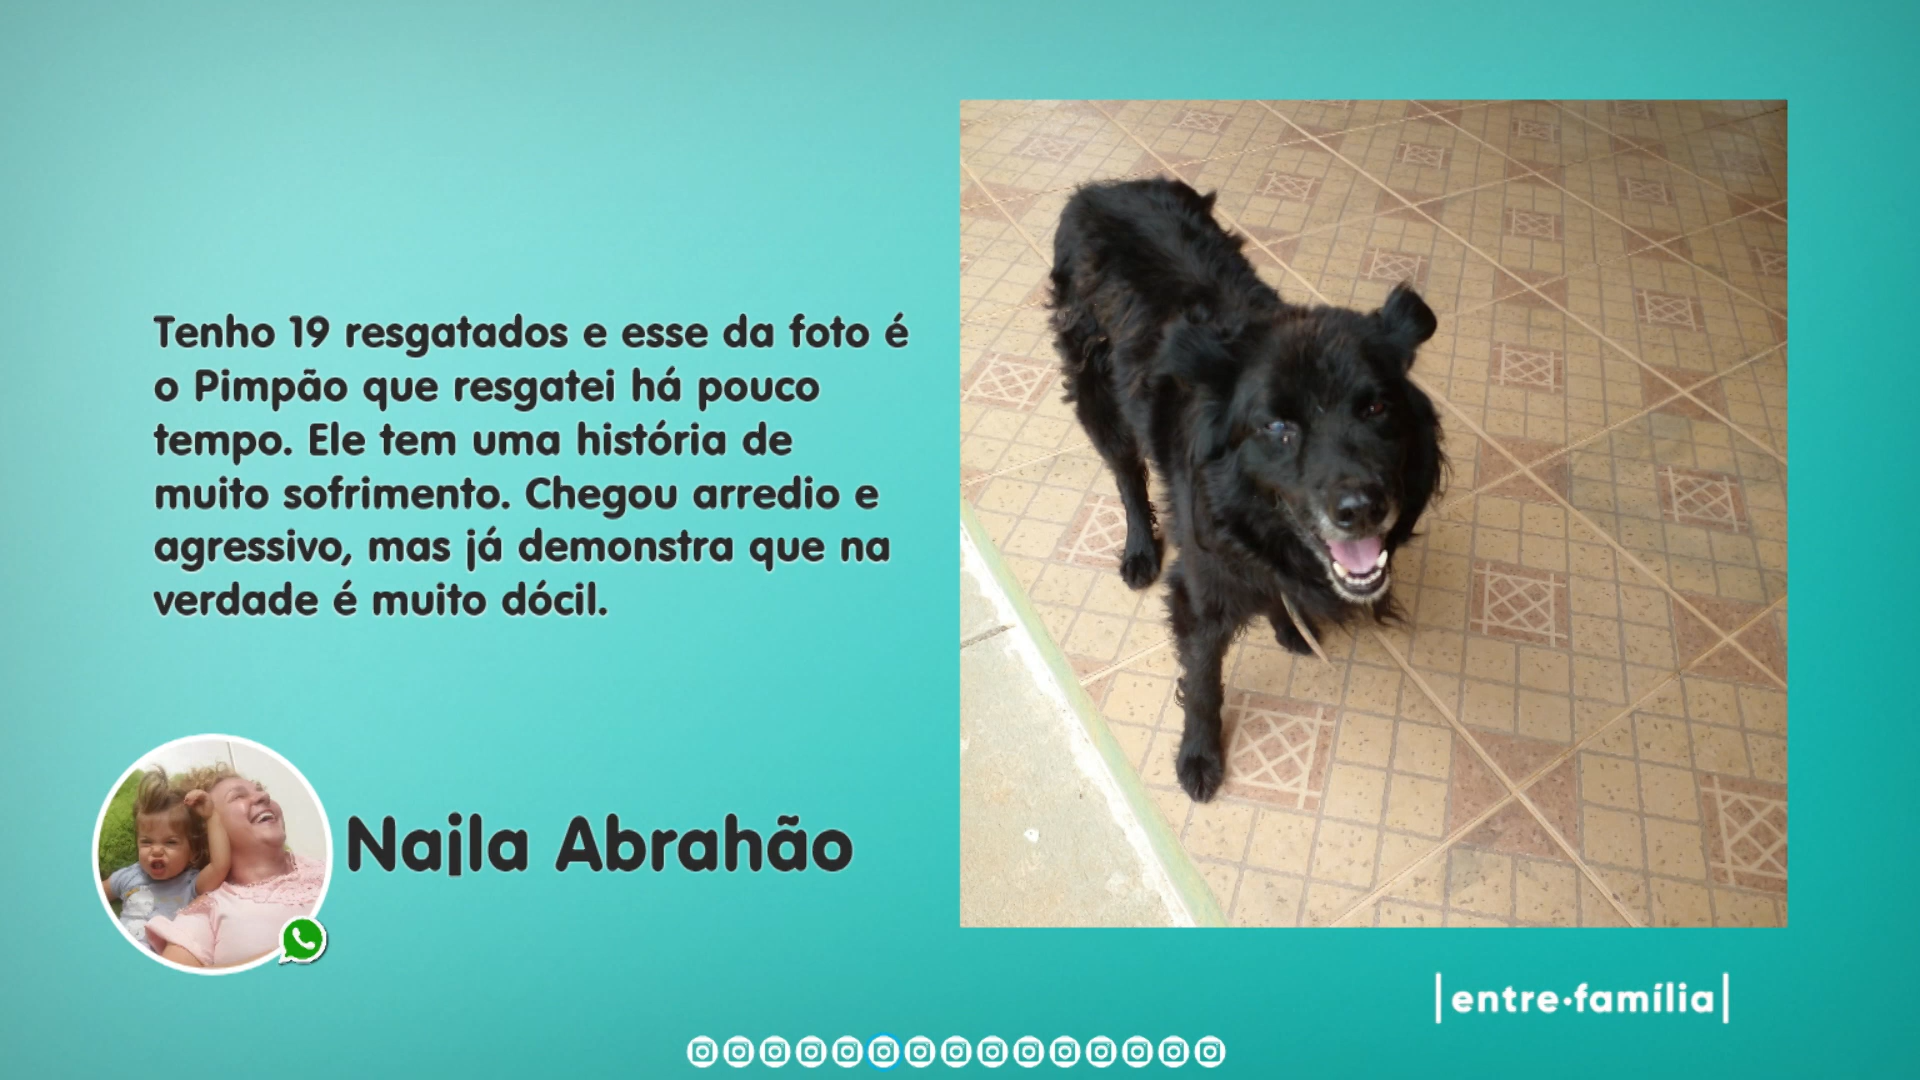 Tenho 19 resgatados e esse da foto é
o Pimpão que resgatei há pouco
tempo. Ele tem uma história de
muito sofrimento. Chegou arredio e
agressivo, mas já demonstra que na
verdade é muito dócil.
Najla Abrahão
|entre·família|